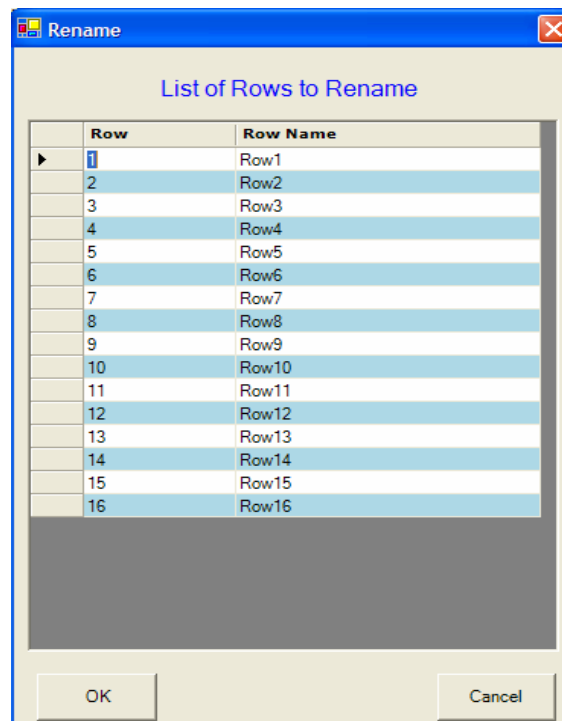 Rename
List of Rows to Rename
Row Row Name
1 Row1
2 Row2
3 Row3
4 Row4
5 Row5
6 Row6
7 Row7
8 Row8
9 Row9
10 Row10
11 Row11
12 Row12
13 Row13
14 Row14
15 Row15
16 Row16
OK Cancel